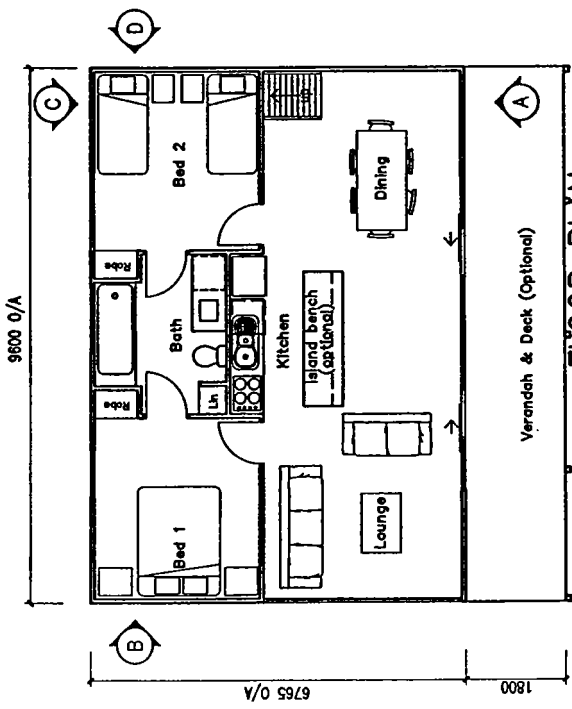 9600 O/A
C
D
B
A
Bed 1
Bed 2
Robe
Robe
Bath
Lin
Kitchen
Island bench
(optional)
Dining
Lounge
Verandah & Deck (Optional)
6765 O/A
1800